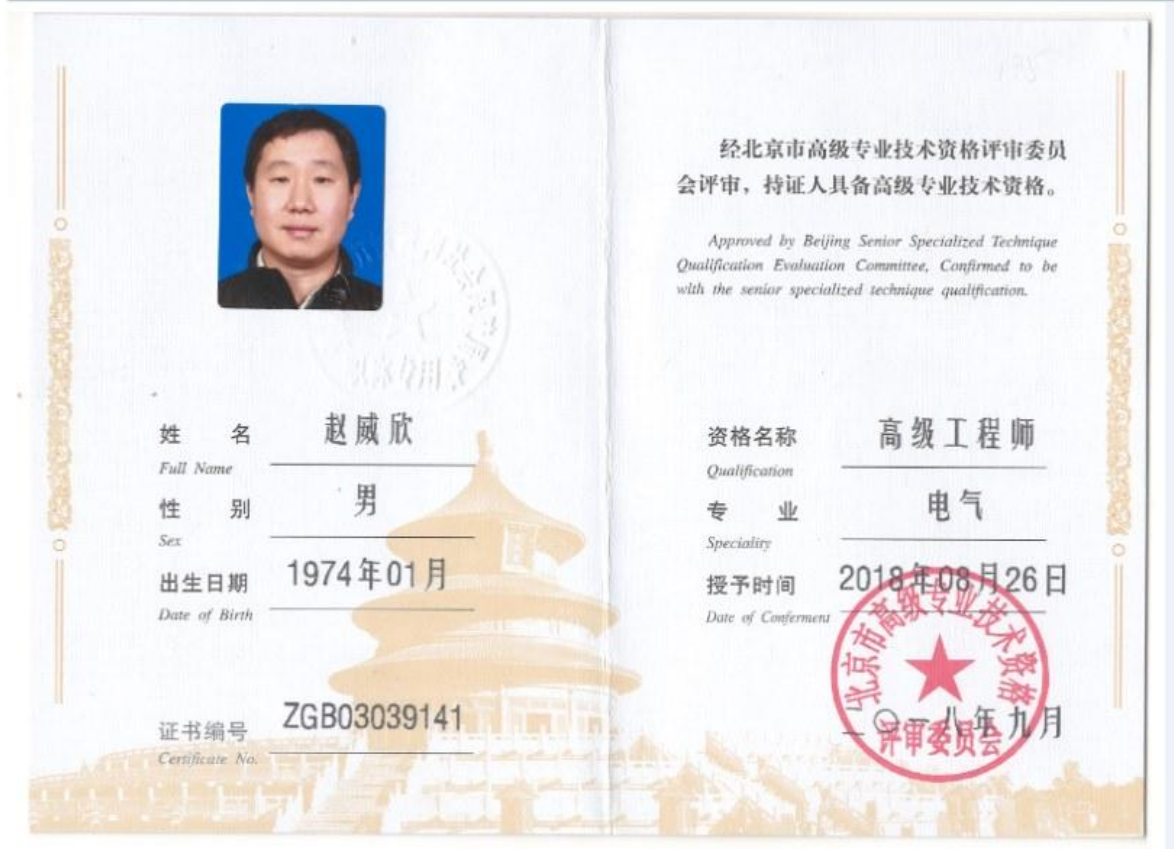 姓名 赵威欣
Full Name
性别 男
Sex
出生日期 1974年01月
Date of Birth
证书编号 ZGB03039141
Certificate No.
经北京市高级专业技术资格评审委员
会评审，持证人具备高级专业技术资格。
Approved by Beijing Senior Specialized Technique
Qualification Evaluation Committee, Confirmed to be
with the senior specialized technique qualification.
资格名称 高级工程师
Qualification
专业 电气
Speciality
授予时间 2018年08月26日
Date of Conferment
北京市高级专业技术资格
评审委员会
二〇一八年九月